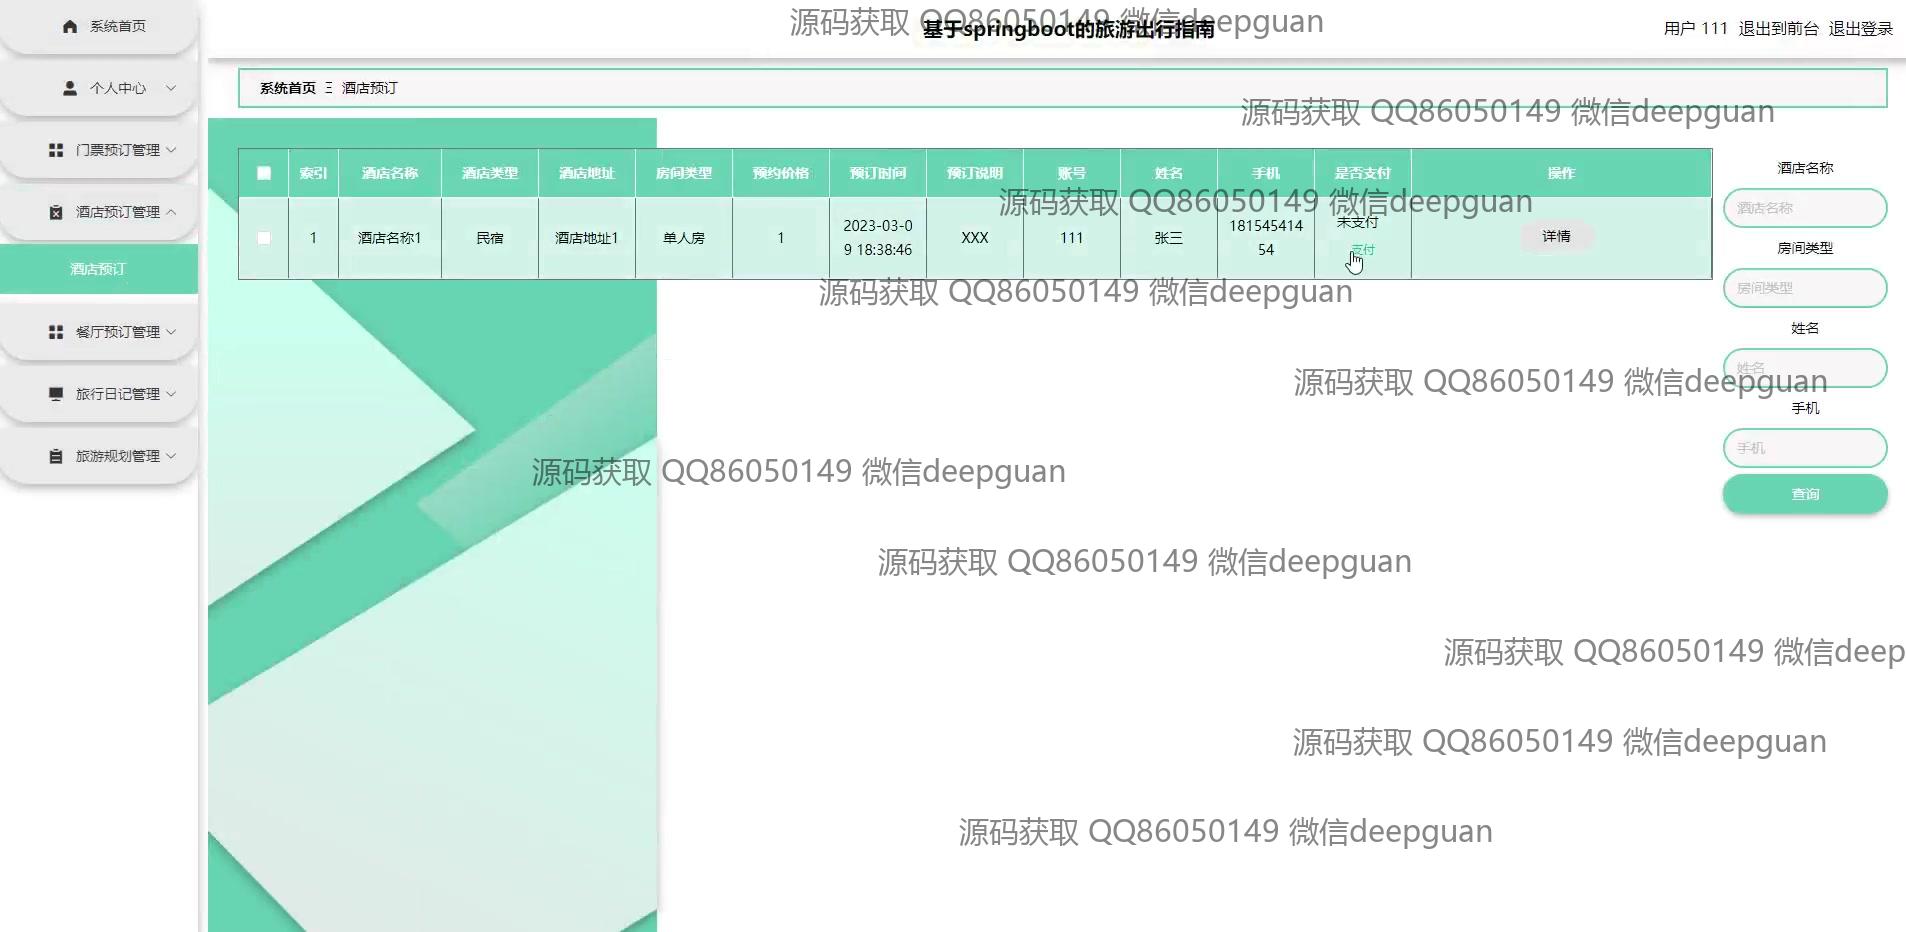 源码获取 QQ86050149 微信deepguan
基于springboot的旅游出行指南
用户 111 退出到前台 退出登录
系统首页
个人中心
门票预订管理
酒店预订管理
酒店预订
餐厅预订管理
旅行日记管理
旅游规划管理
系统首页 Ξ 酒店预订
源码获取 QQ86050149 微信deepguan
索引 酒店名称 酒店类型 酒店地址 房间类型 预约价格 预订时间 预订说明 账号 姓名 手机 是否支付 操作
源码获取 QQ86050149 微信deepguan
1 酒店名称1 民宿 酒店地址1 单人房 1 2023-03-0 XXX 111 张三 181545414 未支付 详情
9 18:38:46 54 支付
源码获取 QQ86050149 微信deepguan
酒店名称
酒店名称
房间类型
房间类型
姓名
姓名
源码获取 QQ86050149 微信deepguan
手机
手机
查询
源码获取 QQ86050149 微信deepguan
源码获取 QQ86050149 微信deepguan
源码获取 QQ86050149 微信deep
源码获取 QQ86050149 微信deepguan
源码获取 QQ86050149 微信deepguan